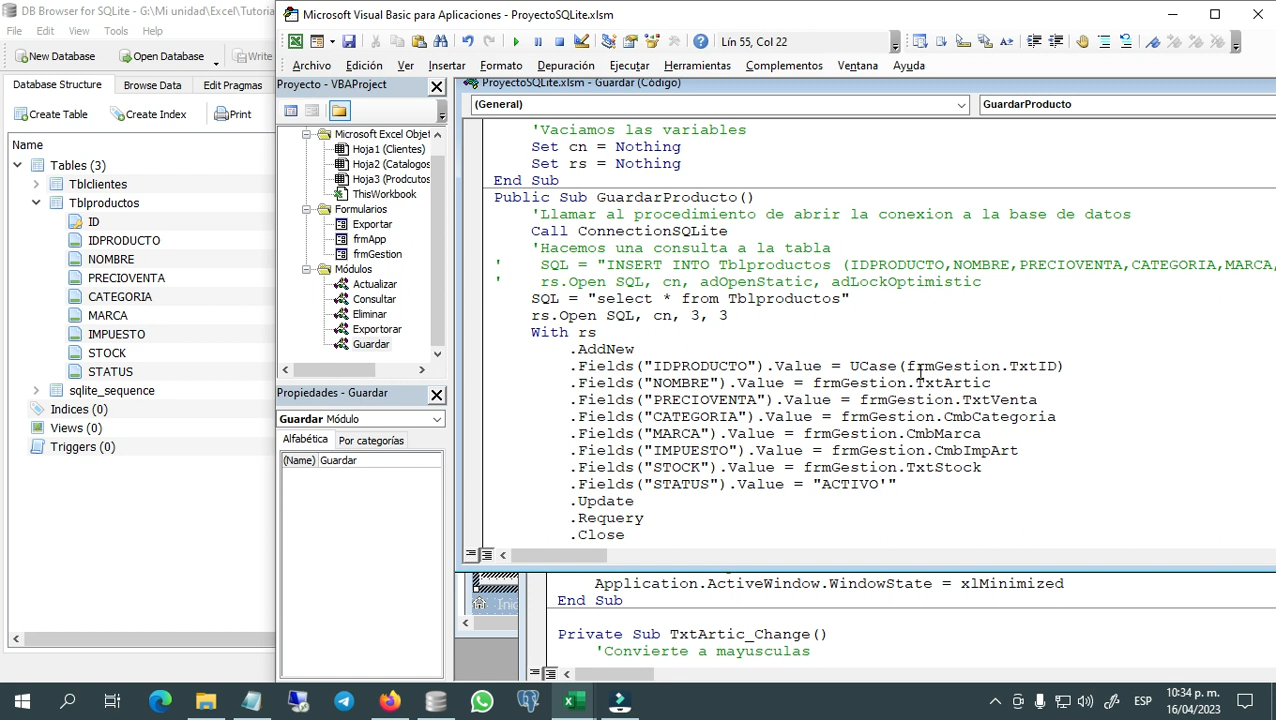 DB Browser for SQLite - G:\Mi unidad\Excel\Tutoria
File Edit View Tools Help
New Database Open Database Write
Database Structure Browse Data Edit Pragmas
Create Table Create Index Print
Name
Tables (3)
Tblclientes
Tblproductos
ID
IDPRODUCTO
NOMBRE
PRECIOVENTA
CATEGORIA
MARCA
IMPUESTO
STOCK
STATUS
sqlite_sequence
Indices (0)
Views (0)
Triggers (0)
Microsoft Visual Basic para Aplicaciones - ProyectoSQLite.xlsm
Lín 55, Col 22
Archivo Edición Ver Insertar Formato Depuración Ejecutar Herramientas Complementos Ventana Ayuda
Proyecto - VBAProject
Microsoft Excel Objet
Hoja1 (Clientes)
Hoja2 (Catalogos
Hoja3 (Prodcutos
ThisWorkbook
Formularios
Exportar
frmApp
frmGestion
Módulos
Actualizar
Consultar
Eliminar
Exportorar
Guardar
Propiedades - Guardar
Guardar Módulo
Alfabética Por categorías
(Name) Guardar
ProyectoSQLite.xlsm - Guardar (Código)
(General) GuardarProducto
'Vaciamos las variables
Set cn = Nothing
Set rs = Nothing
End Sub
Public Sub GuardarProducto()
'Llamar al procedimiento de abrir la conexion a la base de datos
Call ConnectionSQLite
'Hacemos una consulta a la tabla
' SQL = "INSERT INTO Tblproductos (IDPRODUCTO,NOMBRE,PRECIOVENTA,CATEGORIA,MARCA,
' rs.Open SQL, cn, adOpenStatic, adLockOptimistic
SQL = "select * from Tblproductos"
rs.Open SQL, cn, 3, 3
With rs
.AddNew
.Fields("IDPRODUCTO").Value = UCase(frmGestion.TxtID)
.Fields("NOMBRE").Value = frmGestion.TxtArtic
.Fields("PRECIOVENTA").Value = frmGestion.TxtVenta
.Fields("CATEGORIA").Value = frmGestion.CmbCategoria
.Fields("MARCA").Value = frmGestion.CmbMarca
.Fields("IMPUESTO").Value = frmGestion.CmbImpArt
.Fields("STOCK").Value = frmGestion.TxtStock
.Fields("STATUS").Value = "ACTIVO'"
.Update
.Requery
.Close
Application.ActiveWindow.WindowState = xlMinimized
End Sub
Private Sub TxtArtic_Change()
'Convierte a mayusculas
ESP
10:34 p. m.
16/04/2023